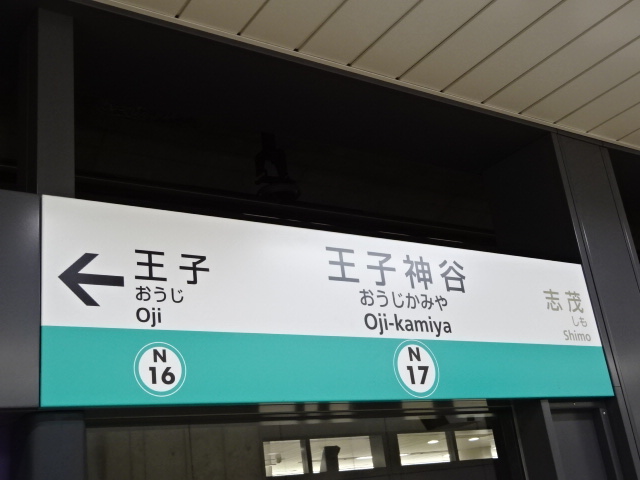 王子
おうじ
Oji
N
16
王子神谷
おうじかみや
Oji-kamiya
N
17
志茂
しも
Shimo